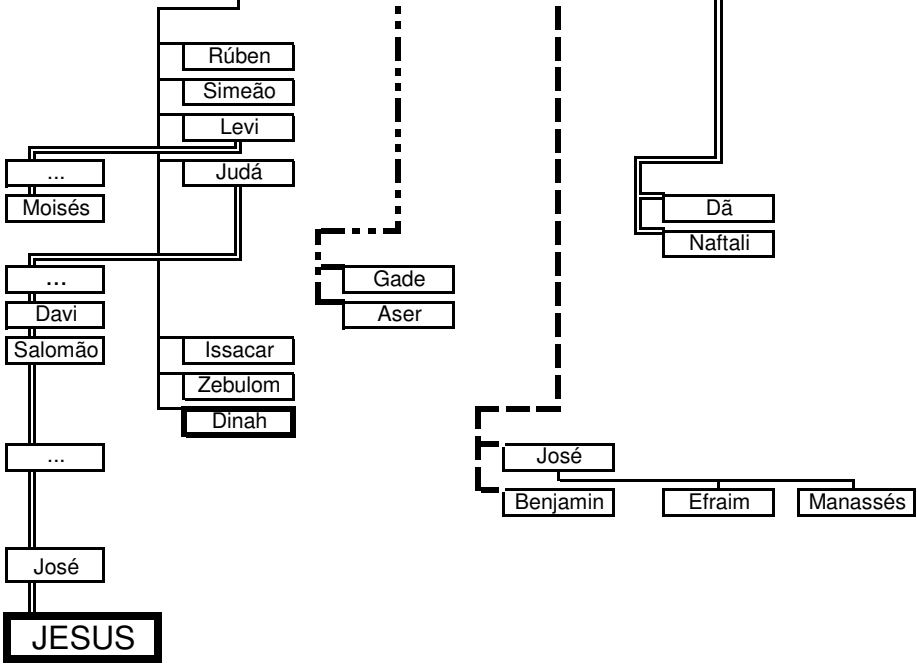 Rúben
Simeão
Levi
...
Judá
Moisés
Dã
Naftali
...
Gade
Davi
Aser
Salomão
Issacar
Zebulom
Dinah
...
José
Benjamin
Efraim
Manassés
José
JESUS